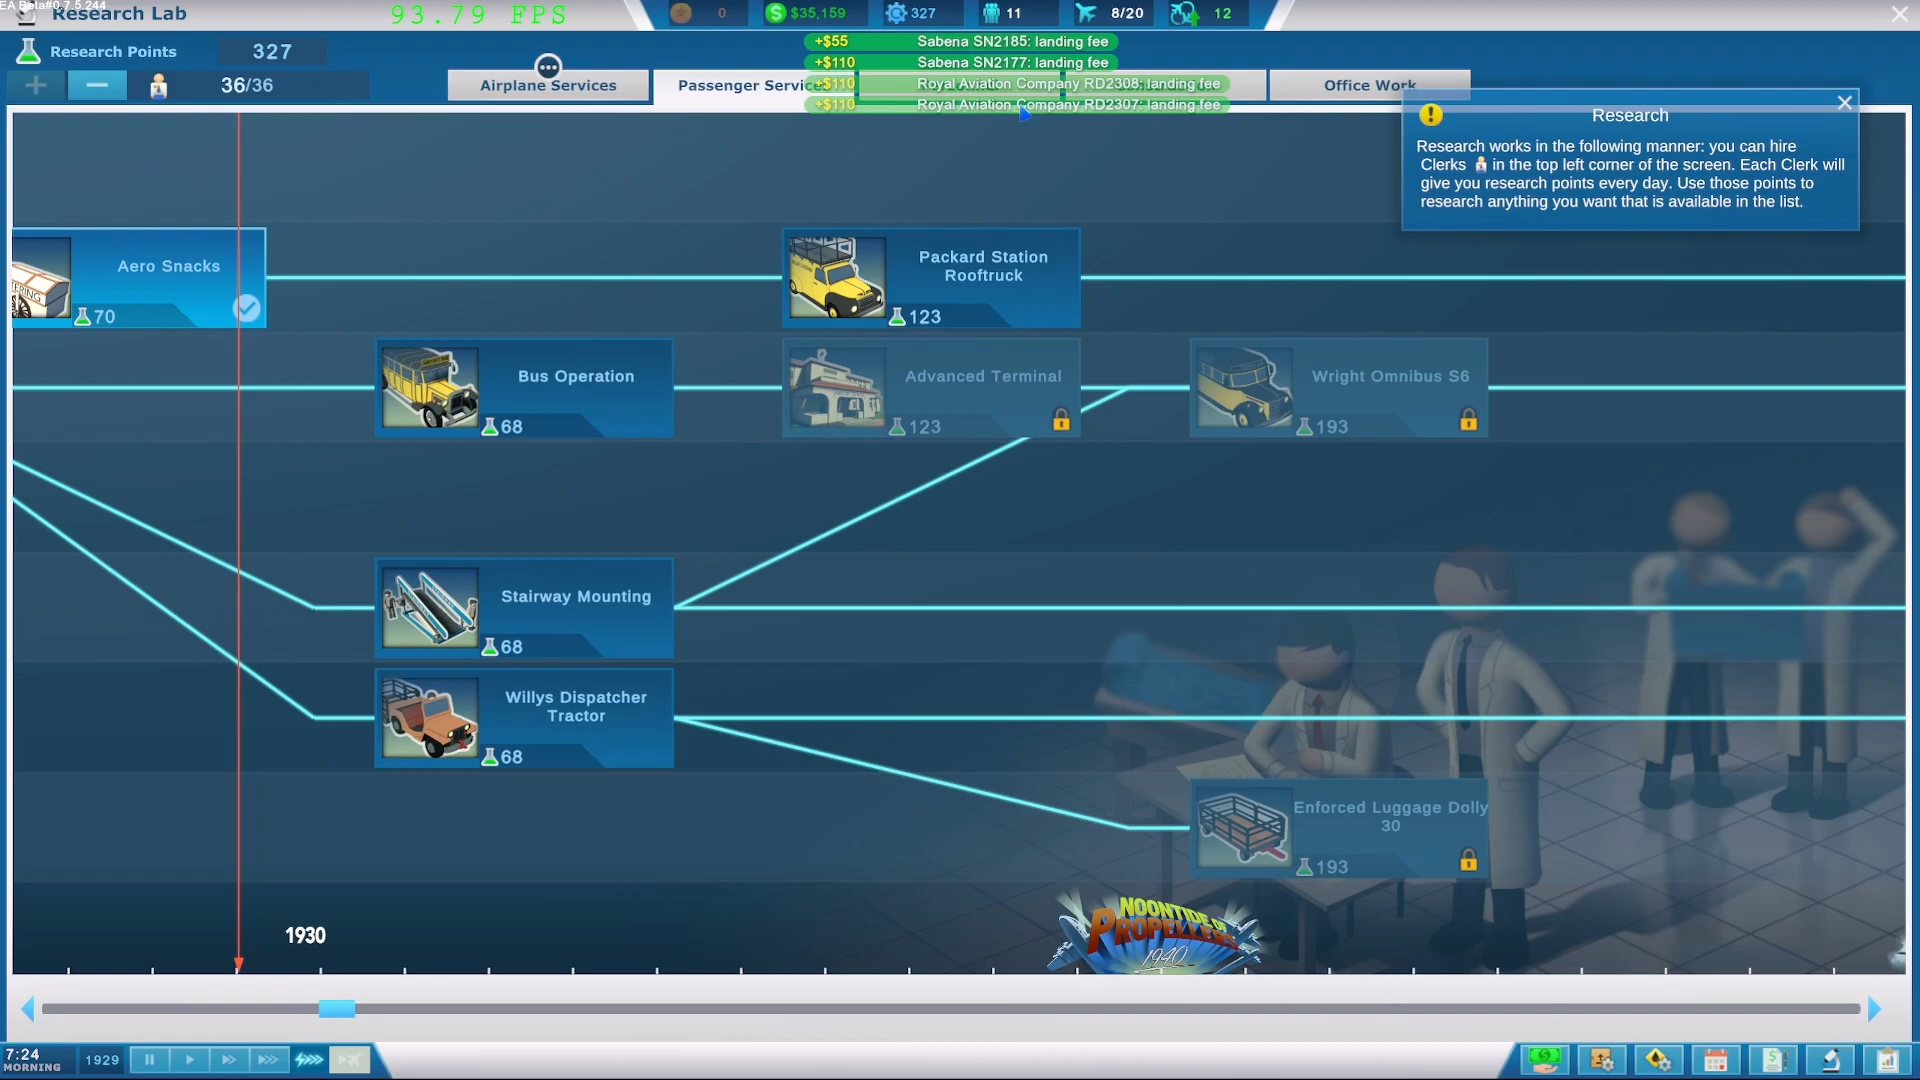 EA Beta#0.7.5.244
Research Lab
93.79 FPS
0
$35,159
327
11
8/20
12
Research Points
327
36/36
+$55 Sabena SN2185: landing fee
+$110 Sabena SN2177: landing fee
+$110 Royal Aviation Company RD2308: landing fee
+$110 Royal Aviation Company RD2307: landing fee
Airplane Services
Passenger Service
Office Work
Research
Research works in the following manner: you can hire
Clerks in the top left corner of the screen. Each Clerk will
give you research points every day. Use those points to
research anything you want that is available in the list.
Aero Snacks
70
Packard Station
Rooftruck
123
Bus Operation
68
Advanced Terminal
123
Wright Omnibus S6
193
Stairway Mounting
68
Willys Dispatcher
Tractor
68
Enforced Luggage Dolly
30
193
1930
NOONTIDE OF
PROPELLERS
1940
7:24
MORNING
1929